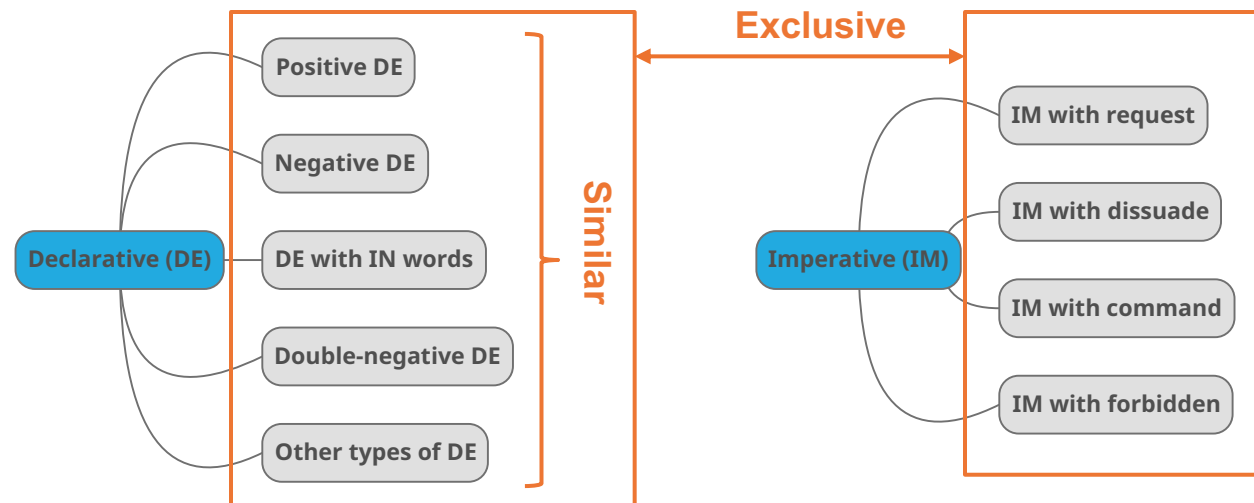 Exclusive
Positive DE
Negative DE
Declarative (DE)
DE with IN words
Double-negative DE
Other types of DE
Similar
IM with request
IM with dissuade
Imperative (IM)
IM with command
IM with forbidden